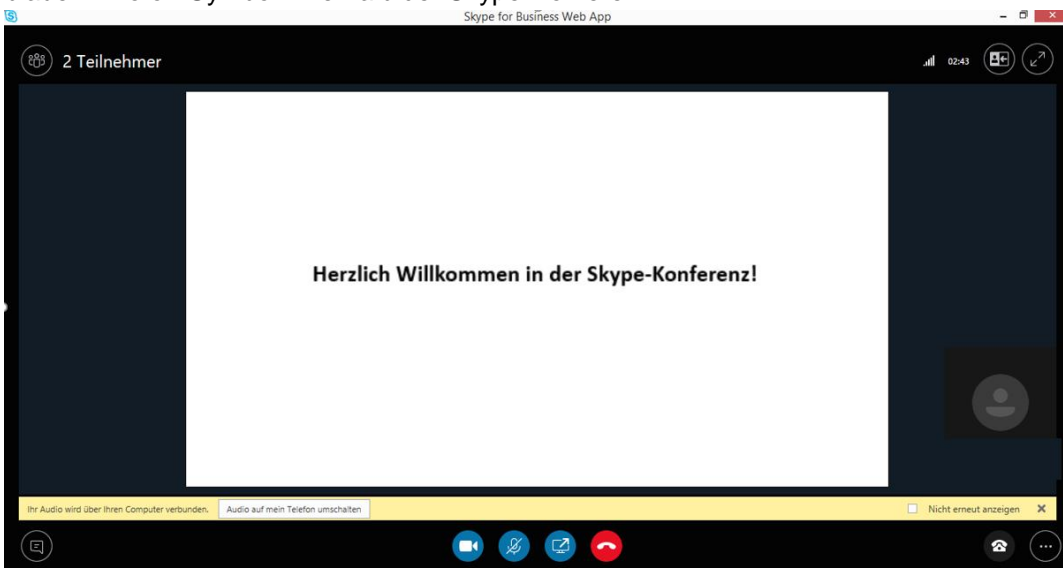 Skype for Business Web App
2 Teilnehmer
02:43
Herzlich Willkommen in der Skype-Konferenz!
Ihr Audio wird über Ihren Computer verbunden. Audio auf mein Telefon umschalten Nicht erneut anzeigen